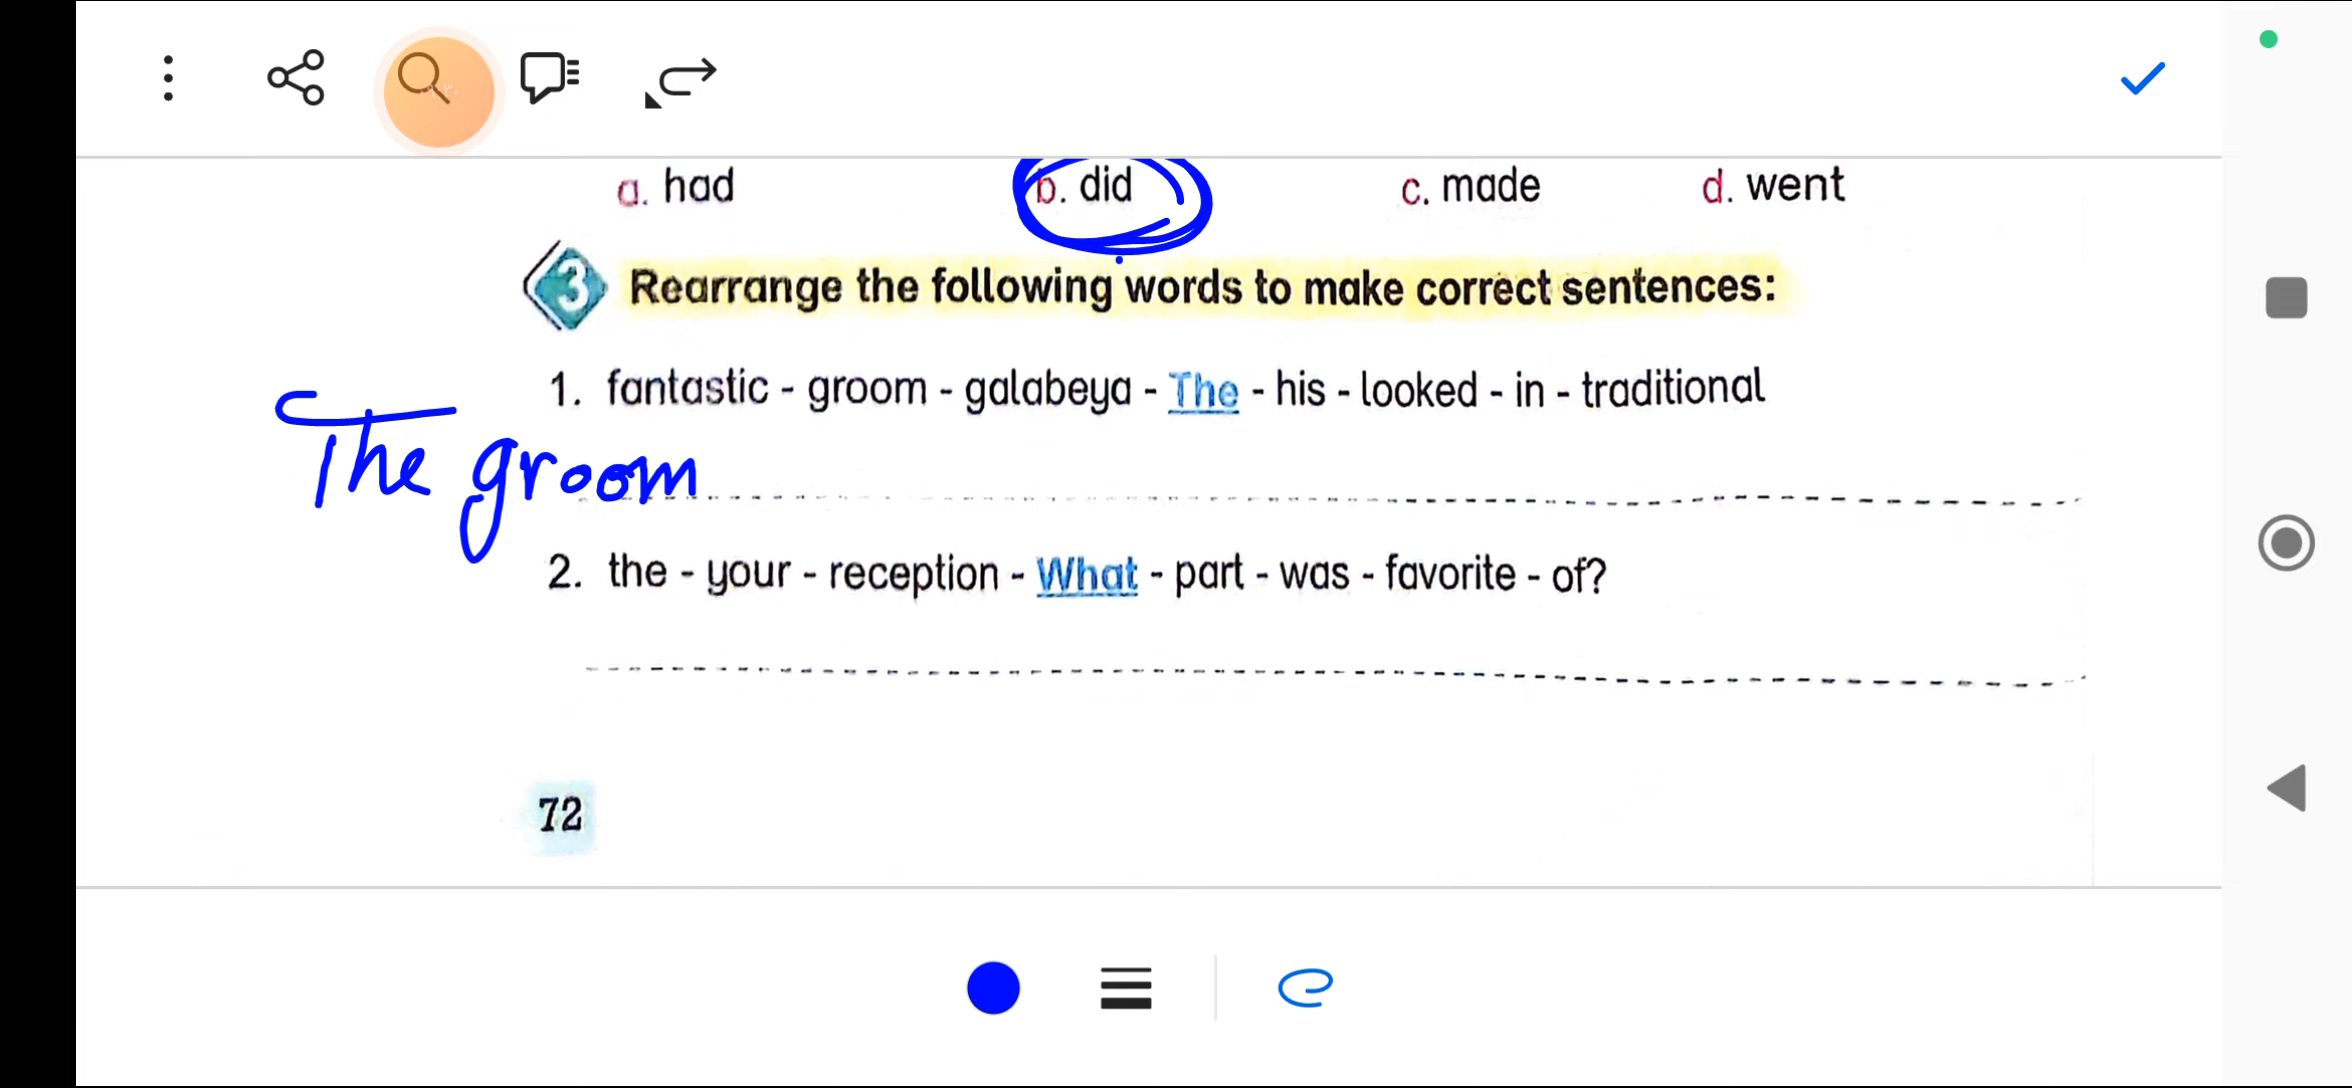 a. had b. did c. made d. went
3 Rearrange the following words to make correct sentences:
1. fantastic - groom - galabeya - The - his - looked - in - traditional
The groom
2. the - your - reception - What - part - was - favorite - of?
72